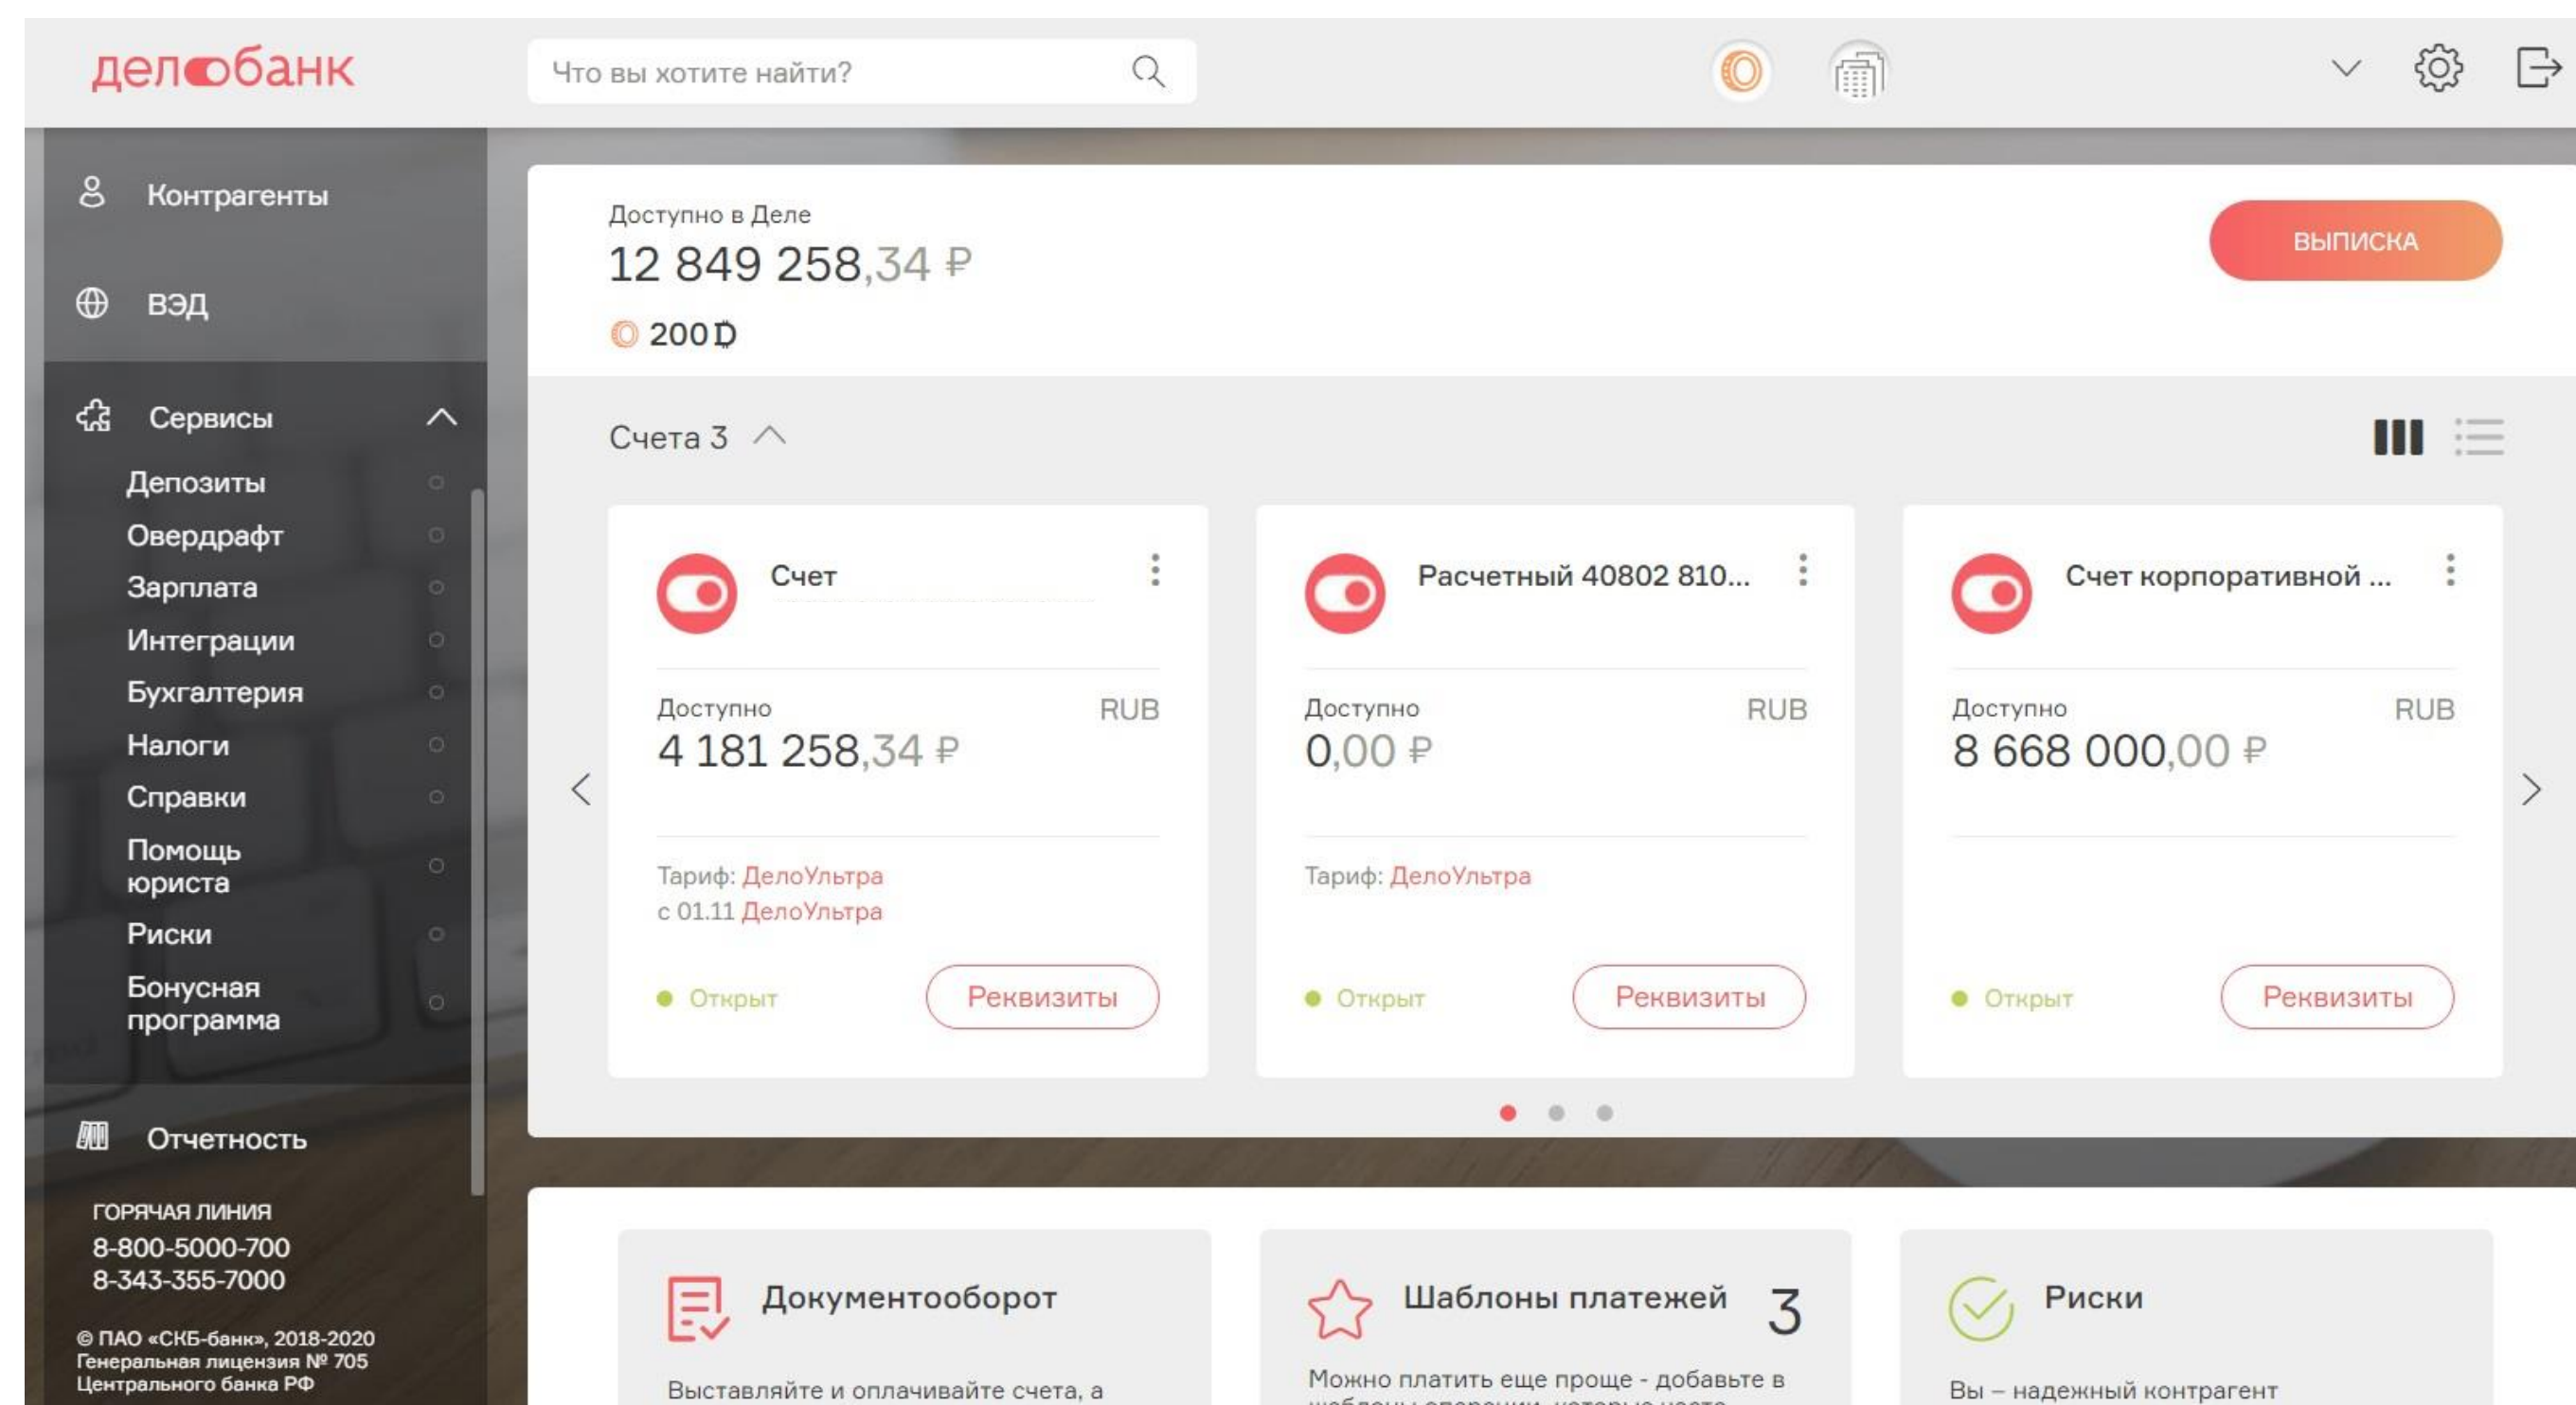 делобанк
Что вы хотите найти?
Контрагенты
ВЭД
Сервисы
Депозиты
Овердрафт
Зарплата
Интеграции
Бухгалтерия
Налоги
Справки
Помощь
юриста
Риски
Бонусная
программа
Отчетность
ГОРЯЧАЯ ЛИНИЯ
8-800-5000-700
8-343-355-7000
© ПАО «СКБ-банк», 2018-2020
Генеральная лицензия № 705
Центрального банка РФ
Доступно в Деле
12 849 258,34 ₽
200
ВЫПИСКА
Счета 3
Счет
Доступно RUB
4 181 258,34 ₽
Тариф: ДелоУльтра
с 01.11 ДелоУльтра
Открыт Реквизиты
Расчетный 40802 810...
Доступно RUB
0,00 ₽
Тариф: ДелоУльтра
Открыт Реквизиты
Счет корпоративной ...
Доступно RUB
8 668 000,00 ₽
Открыт Реквизиты
Документооборот
Выставляйте и оплачивайте счета, а
Шаблоны платежей 3
Можно платить еще проще - добавьте в
шаблоны операции, которые часто
Риски
Вы – надежный контрагент